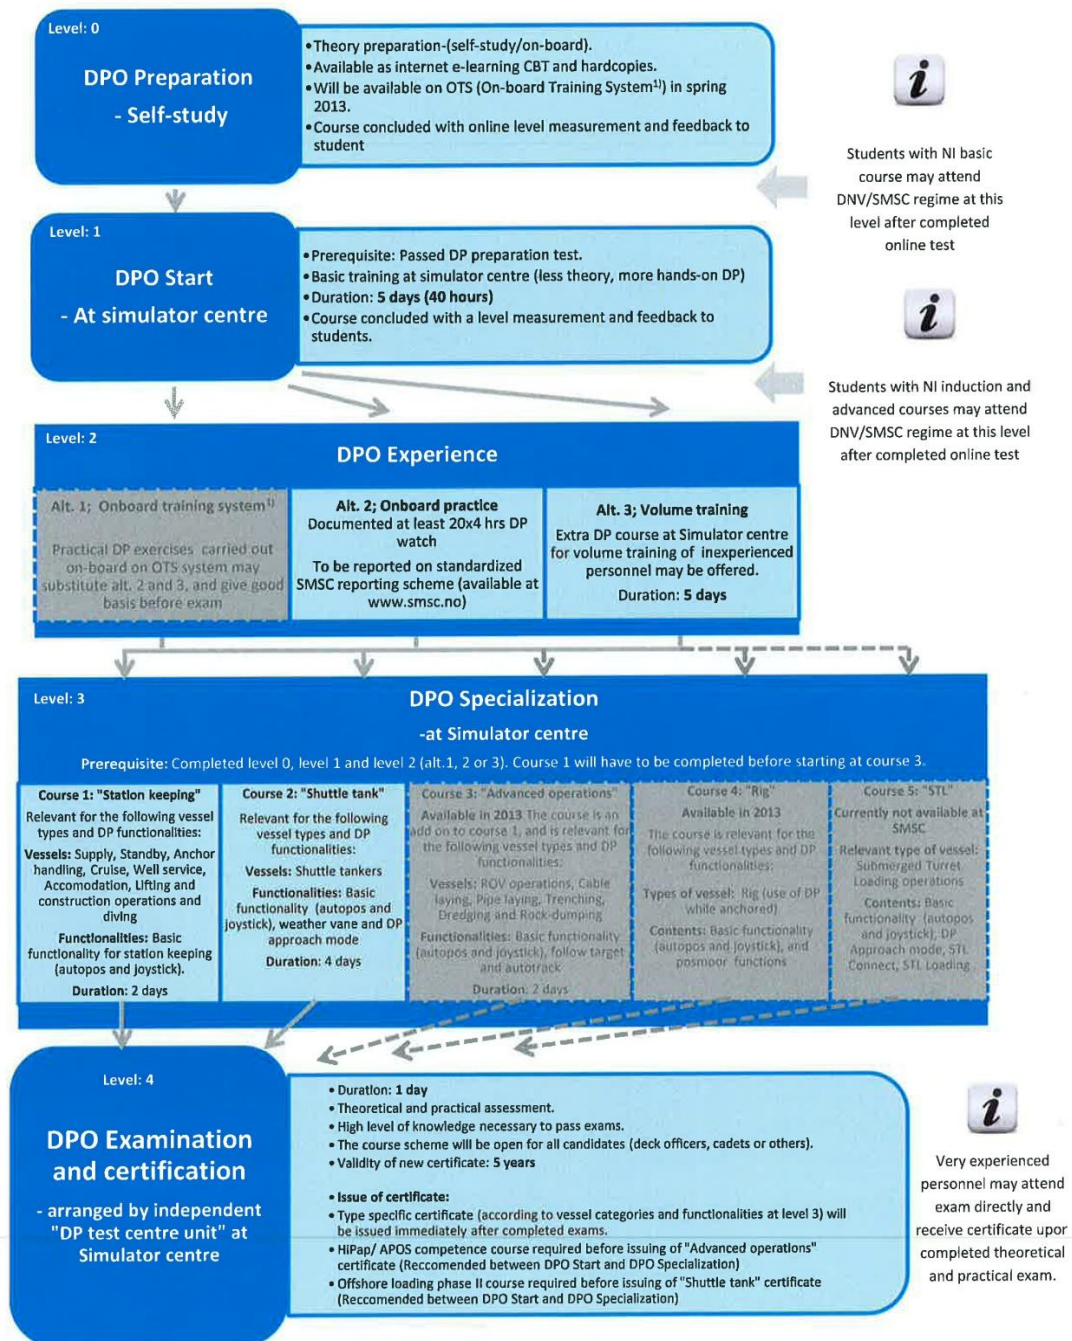 Level: 0
DPO Preparation
- Self-study
• Theory preparation-(self-study/on-board).
• Available as internet e-learning CBT and hardcopies.
• Will be available on OTS (On-board Training System¹⁾) in spring
2013.
• Course concluded with online level measurement and feedback to
student
Students with NI basic
course may attend
DNV/SMSC regime at this
level after completed
online test
Level: 1
DPO Start
- At simulator centre
• Prerequisite: Passed DP preparation test.
• Basic training at simulator centre (less theory, more hands-on DP)
• Duration: 5 days (40 hours)
• Course concluded with a level measurement and feedback to
students.
Students with NI induction and
advanced courses may attend
DNV/SMSC regime at this level
after completed online test
Level: 2
DPO Experience
Alt. 1; Onboard training system¹⁾
Practical DP exercises carried out
on-board on OTS system may
substitute alt. 2 and 3, and give good
basis before exam
Alt. 2; Onboard practice
Documented at least 20x4 hrs DP
watch
To be reported on standardized
SMSC reporting scheme (available at
www.smsc.no)
Alt. 3; Volume training
Extra DP course at Simulator centre
for volume training of inexperienced
personnel may be offered.
Duration: 5 days
Level: 3
DPO Specialization
-at Simulator centre
Prerequisite: Completed level 0, level 1 and level 2 (alt.1, 2 or 3). Course 1 will have to be completed before starting at course 3.
Course 1: "Station keeping"
Relevant for the following vessel
types and DP functionalities:
Vessels: Supply, Standby, Anchor
handling, Cruise, Well service,
Accomodation, Lifting and
construction operations and
diving
Functionalities: Basic
functionality for station keeping
(autopos and joystick).
Duration: 2 days
Course 2: "Shuttle tank"
Relevant for the following
vessel types and DP
functionalities:
Vessels: Shuttle tankers
Functionalities: Basic
functionality (autopos and
joystick), weather vane and DP
approach mode
Duration: 4 days
Course 3: "Advanced operations"
Available in 2013 The course is an
add on to course 1, and is relevant for
the following vessel types and DP
functionalities:
Vessels: ROV operations, Cable
laying, Pipe laying, Trenching,
Dredging and Rock-dumping
Functionalities: Basic functionality
(autopos and joystick), follow target
and autotrack
Duration: 2 days
Course 4: "Rig"
Available in 2013
The course is relevant for the
following vessel types and DP
functionalities:
Types of vessel: Rig (use of DP
while anchored)
Contents: Basic functionality
(autopos and joystick), and
posmoor functions
Course 5: "STL"
Currently not available at
SMSC
Relevant type of vessel:
Submerged Turret
Loading operations
Contents: Basic
functionality (autopos
and joystick), DP
Approach mode, STL
Connect, STL Loading
Level: 4
DPO Examination
and certification
- arranged by independent
"DP test centre unit" at
Simulator centre
• Duration: 1 day
• Theoretical and practical assessment.
• High level of knowledge necessary to pass exams.
• The course scheme will be open for all candidates (deck officers, cadets or others).
• Validity of new certificate: 5 years
• Issue of certificate:
• Type specific certificate (according to vessel categories and functionalities at level 3) will
be issued immediately after completed exams.
• HiPap/ APOS competence course required before issuing of "Advanced operations"
certificate (Reccomended between DPO Start and DPO Specialization)
• Offshore loading phase II course required before issuing of "Shuttle tank" certificate
(Reccomended between DPO Start and DPO Specialization)
Very experienced
personnel may attend
exam directly and
receive certificate upon
completed theoretical
and practical exam.